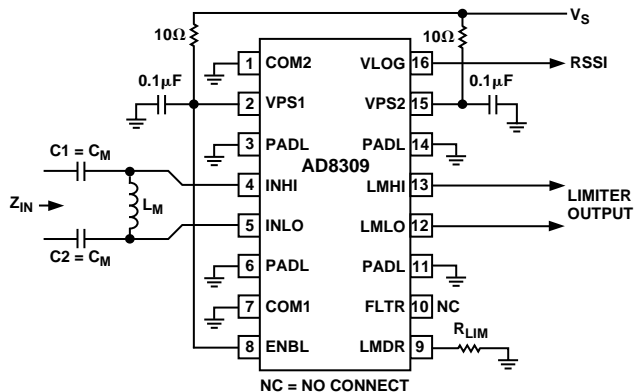 VS
10Ω
10Ω
1 COM2
VLOG 16
RSSI
0.1μF
0.1μF
2 VPS1
VPS2 15
3 PADL
PADL 14
AD8309
C1 = CM
4 INHI
LMHI 13
ZIN
LM
LIMITER
OUTPUT
5 INLO
LMLO 12
C2 = CM
6 PADL
PADL 11
7 COM1
FLTR 10 NC
RLIM
8 ENBL
LMDR 9
NC = NO CONNECT